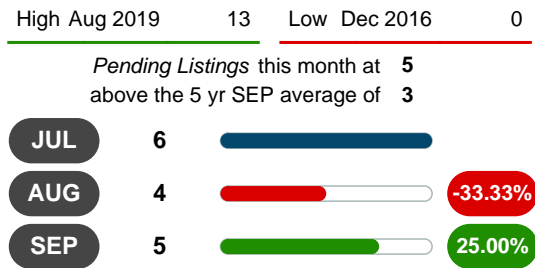 High Aug 2019 13 Low Dec 2016 0
Pending Listings this month at 5
above the 5 yr SEP average of 3
JUL 6
AUG 4 -33.33%
SEP 5 25.00%